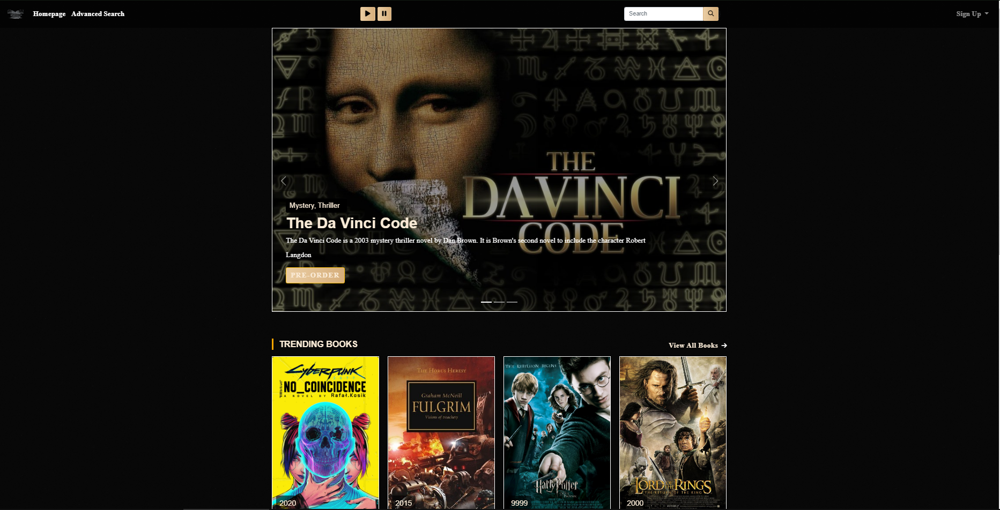 Homepage Advanced Search
Search
Sign Up
THE
DAVINCI
CODE
Mystery, Thriller
The Da Vinci Code
The Da Vinci Code is a 2003 mystery thriller novel by Dan Brown. It is Brown's second novel to include the character Robert
Langdon
PRE-ORDER
TRENDING BOOKS
View All Books
CYBERPUNK
2077
NO_COINCIDENCE
A NOVEL BY Rafał.Kosik
2020
THE HORUS HERESY
Graham McNeill
FULGRIM
Visions of treachery
2015
THE REBELLION BEGINS
Harry Potter
PHOENIX
9999
THE
LORD OF THE RINGS
THE RETURN OF THE KING
2000